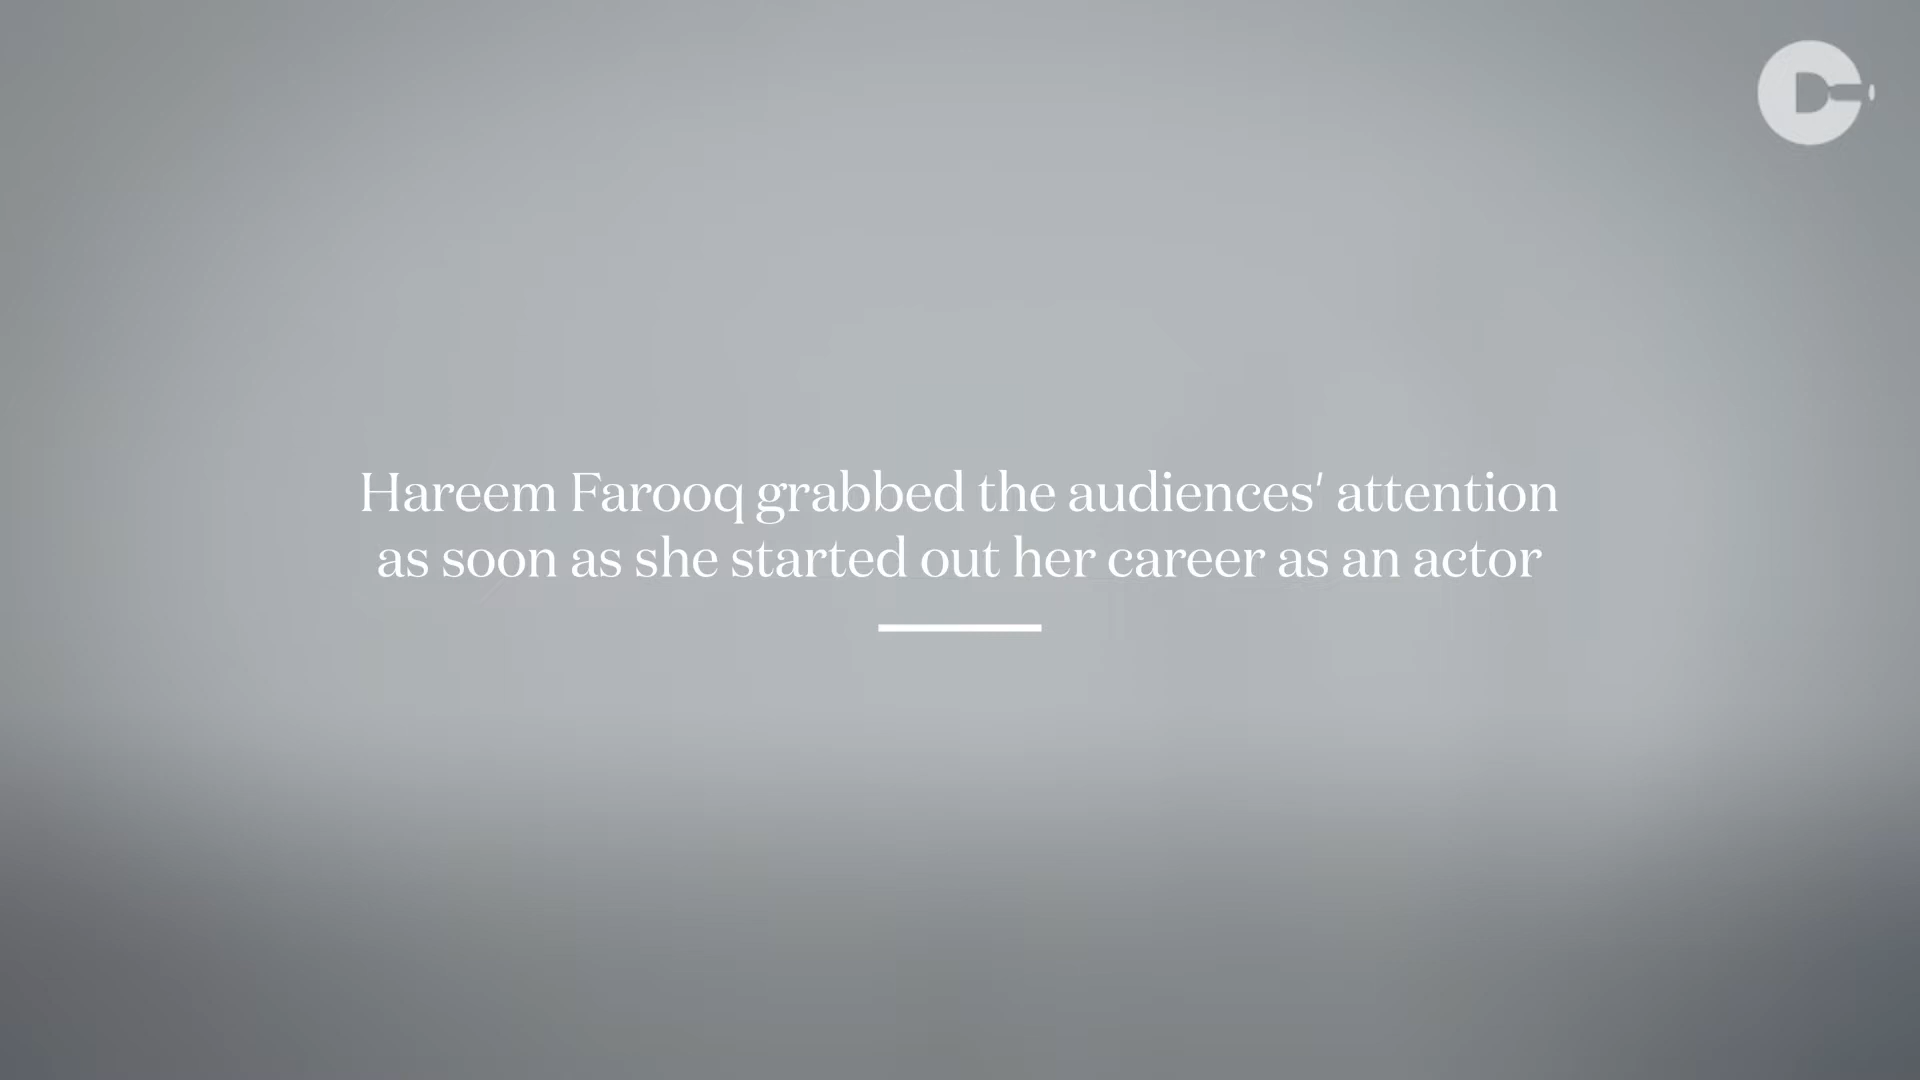 Hareem Farooq grabbed the audiences' attention
as soon as she started out her career as an actor